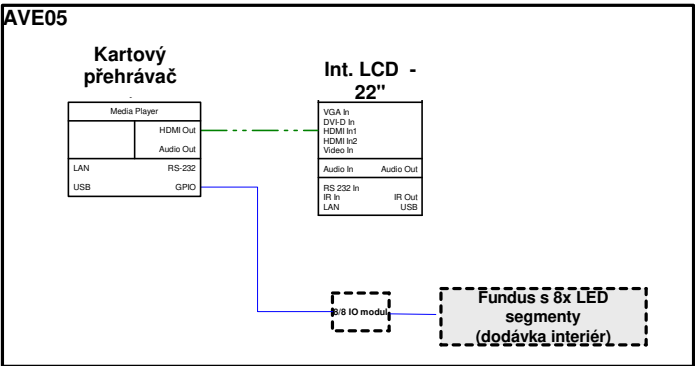 AVE05
Kartový
přehrávač
-
Media Player
HDMI Out
Audio Out
LAN RS-232
USB GPIO
Int. LCD -
22"
VGA In
DVI-D In
HDMI In1
HDMI In2
Video In
Audio In Audio Out
RS 232 In
IR In IR Out
LAN USB
8/8 IO modul
Fundus s 8x LED
segmenty
(dodávka interiér)